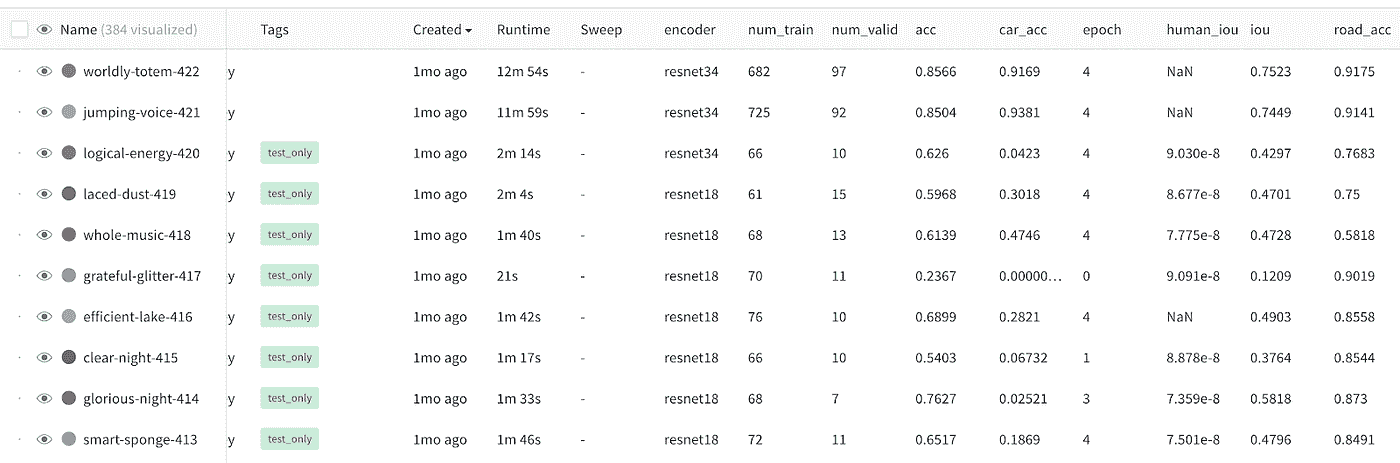 Name (384 visualized) Tags Created Runtime Sweep encoder num_train num_valid acc car_acc epoch human_iou iou road_acc
worldly-totem-422 y 1mo ago 12m 54s - resnet34 682 97 0.8566 0.9169 4 NaN 0.7523 0.9175
jumping-voice-421 y 1mo ago 11m 59s - resnet34 725 92 0.8504 0.9381 4 NaN 0.7449 0.9141
logical-energy-420 y test_only 1mo ago 2m 14s - resnet34 66 10 0.626 0.0423 4 9.030e-8 0.4297 0.7683
laced-dust-419 y test_only 1mo ago 2m 4s - resnet18 61 15 0.5968 0.3018 4 8.677e-8 0.4701 0.75
whole-music-418 y test_only 1mo ago 1m 40s - resnet18 68 13 0.6139 0.4746 4 7.775e-8 0.4728 0.5818
grateful-glitter-417 y test_only 1mo ago 21s - resnet18 70 11 0.2367 0.00000... 0 9.091e-8 0.1209 0.9019
efficient-lake-416 y test_only 1mo ago 1m 42s - resnet18 76 10 0.6899 0.2821 4 NaN 0.4903 0.8558
clear-night-415 y test_only 1mo ago 1m 17s - resnet18 66 10 0.5403 0.06732 1 8.878e-8 0.3764 0.8544
glorious-night-414 y test_only 1mo ago 1m 33s - resnet18 68 7 0.7627 0.02521 3 7.359e-8 0.5818 0.873
smart-sponge-413 y test_only 1mo ago 1m 46s - resnet18 72 11 0.6517 0.1869 4 7.501e-8 0.4796 0.8491